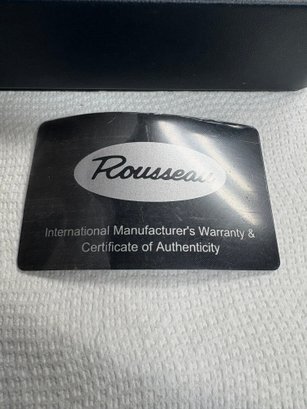 Rousseau
International Manufacturer's Warranty &
Certificate of Authenticity